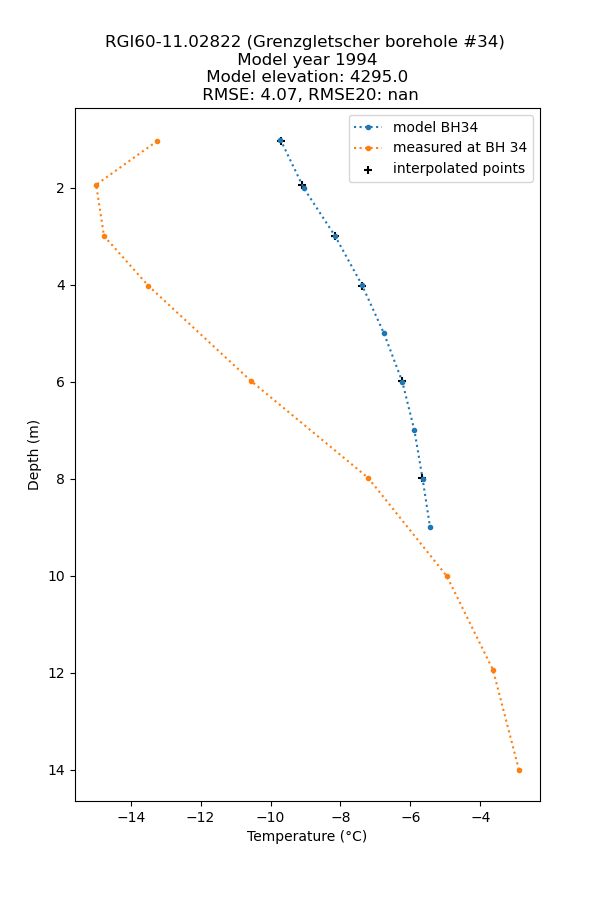 RGI60-11.02822 (Grenzgletscher borehole #34)
Model year 1994
Model elevation: 4295.0
RMSE: 4.07, RMSE20: nan
model BH34
measured at BH 34
interpolated points
2
4
6
8
10
12
14
Depth (m)
−14
−12
−10
−8
−6
−4
Temperature (°C)